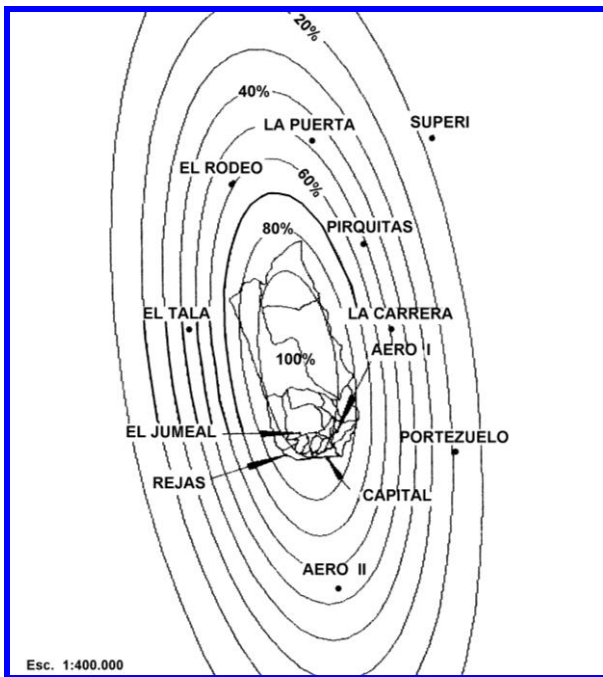 20%
40%
LA PUERTA
SUPERI
EL RODEO
60%
80%
PIRQUITAS
EL TALA
LA CARRERA
AERO I
100%
EL JUMEAL
PORTEZUELO
REJAS
CAPITAL
AERO II
Esc. 1:400.000